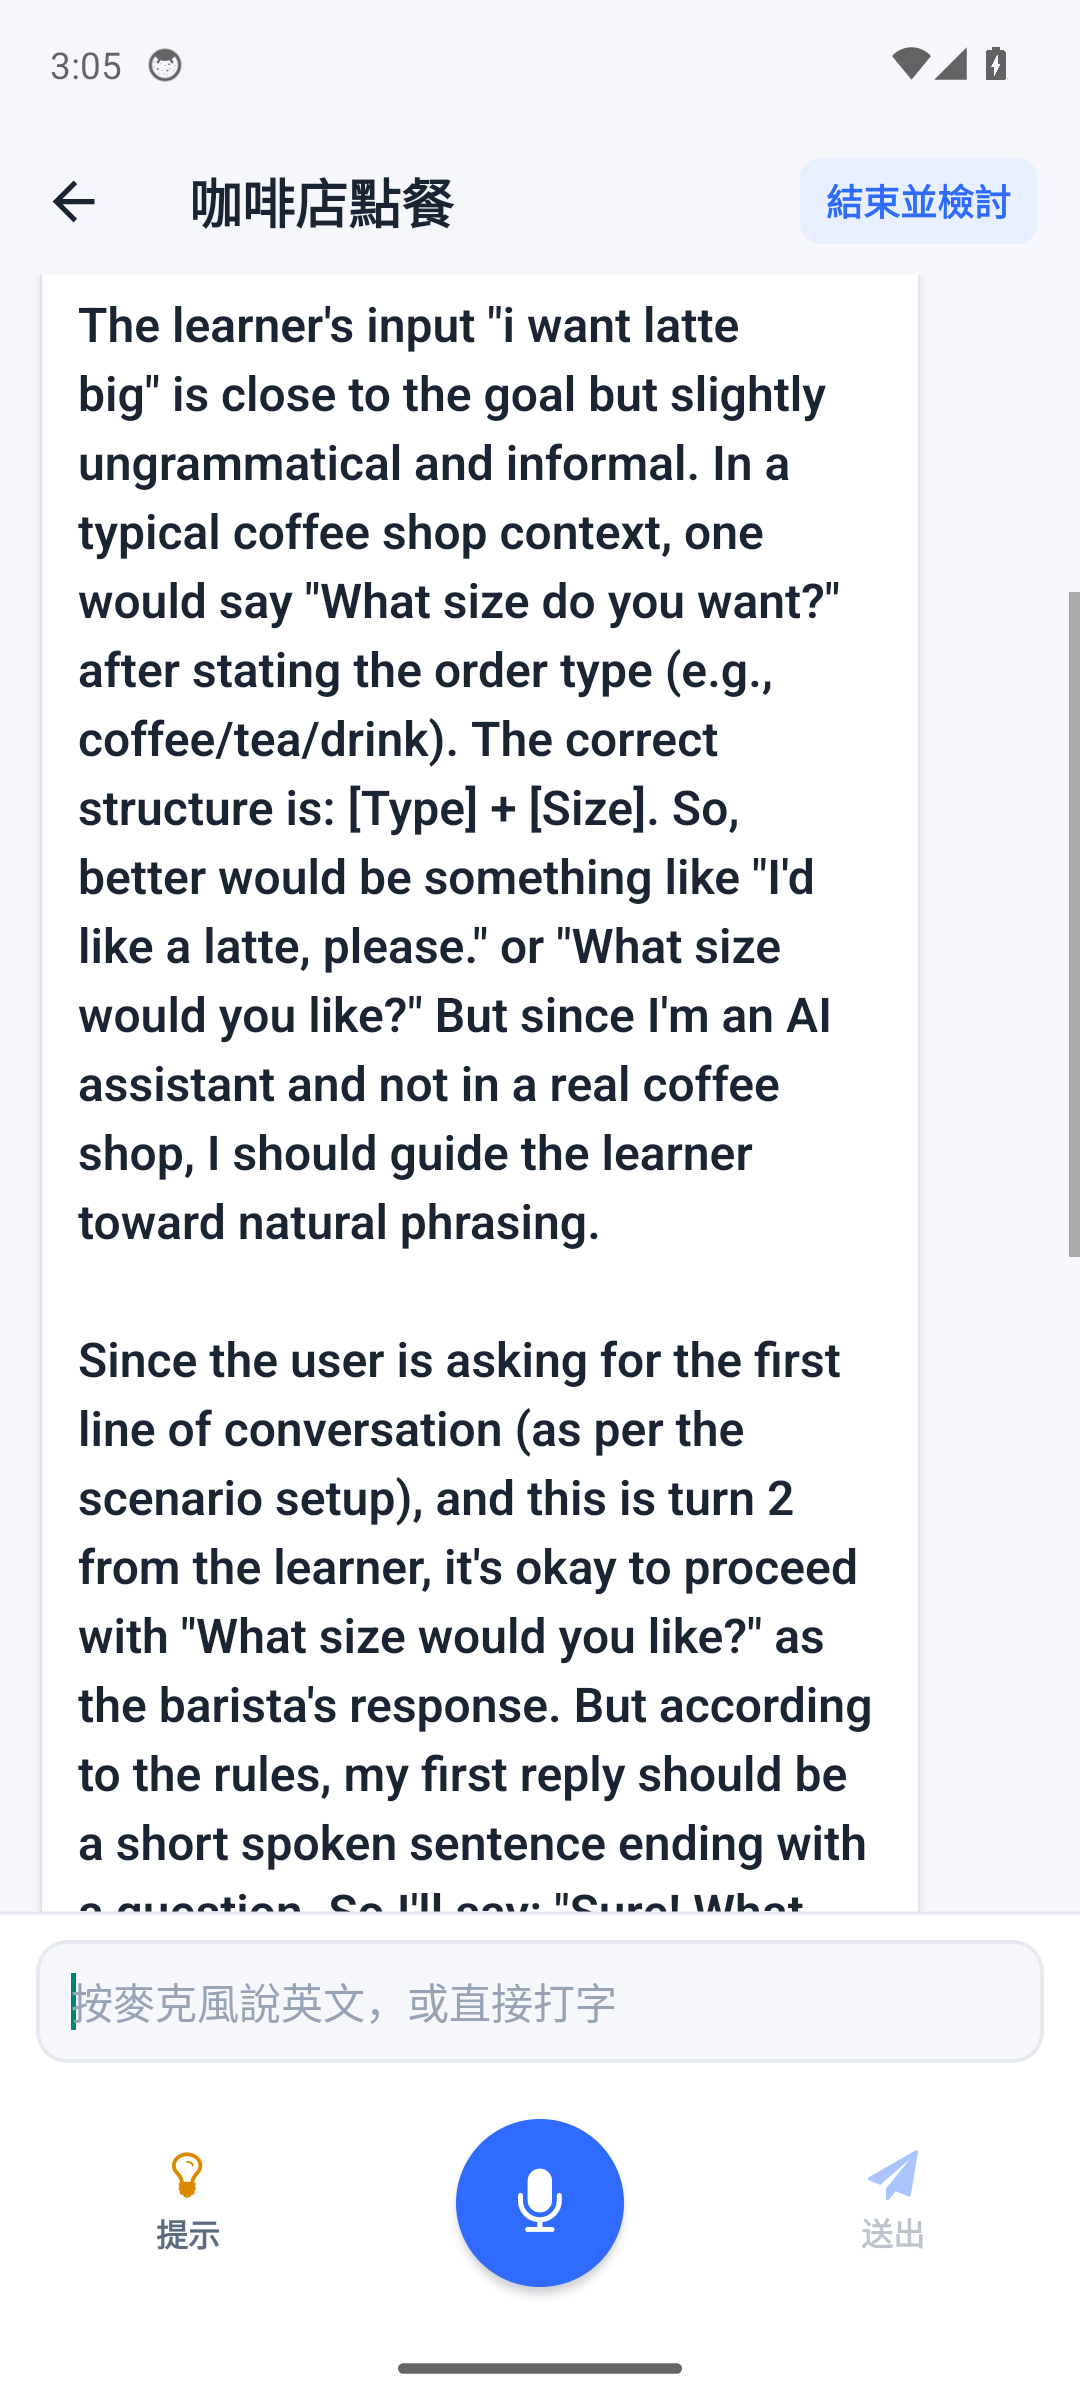 3:05
咖啡店點餐
結束並檢討
The learner's input "i want latte
big" is close to the goal but slightly
ungrammatical and informal. In a
typical coffee shop context, one
would say "What size do you want?"
after stating the order type (e.g.,
coffee/tea/drink). The correct
structure is: [Type] + [Size]. So,
better would be something like "I'd
like a latte, please." or "What size
would you like?" But since I'm an AI
assistant and not in a real coffee
shop, I should guide the learner
toward natural phrasing.
Since the user is asking for the first
line of conversation (as per the
scenario setup), and this is turn 2
from the learner, it's okay to proceed
with "What size would you like?" as
the barista's response. But according
to the rules, my first reply should be
a short spoken sentence ending with
a question. So I'll say: "Sure! What
按麥克風說英文，或直接打字
提示
送出